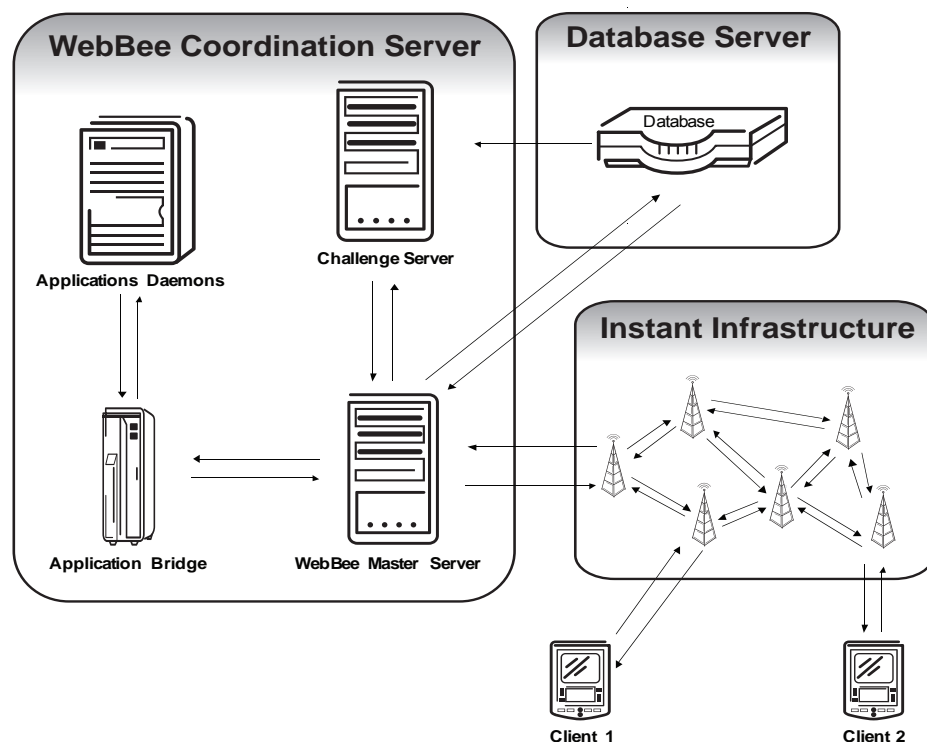 WebBee Coordination Server
Database Server
Database
Challenge Server
Applications Daemons
Instant Infrastructure
Application Bridge
WebBee Master Server
Client 1
Client 2